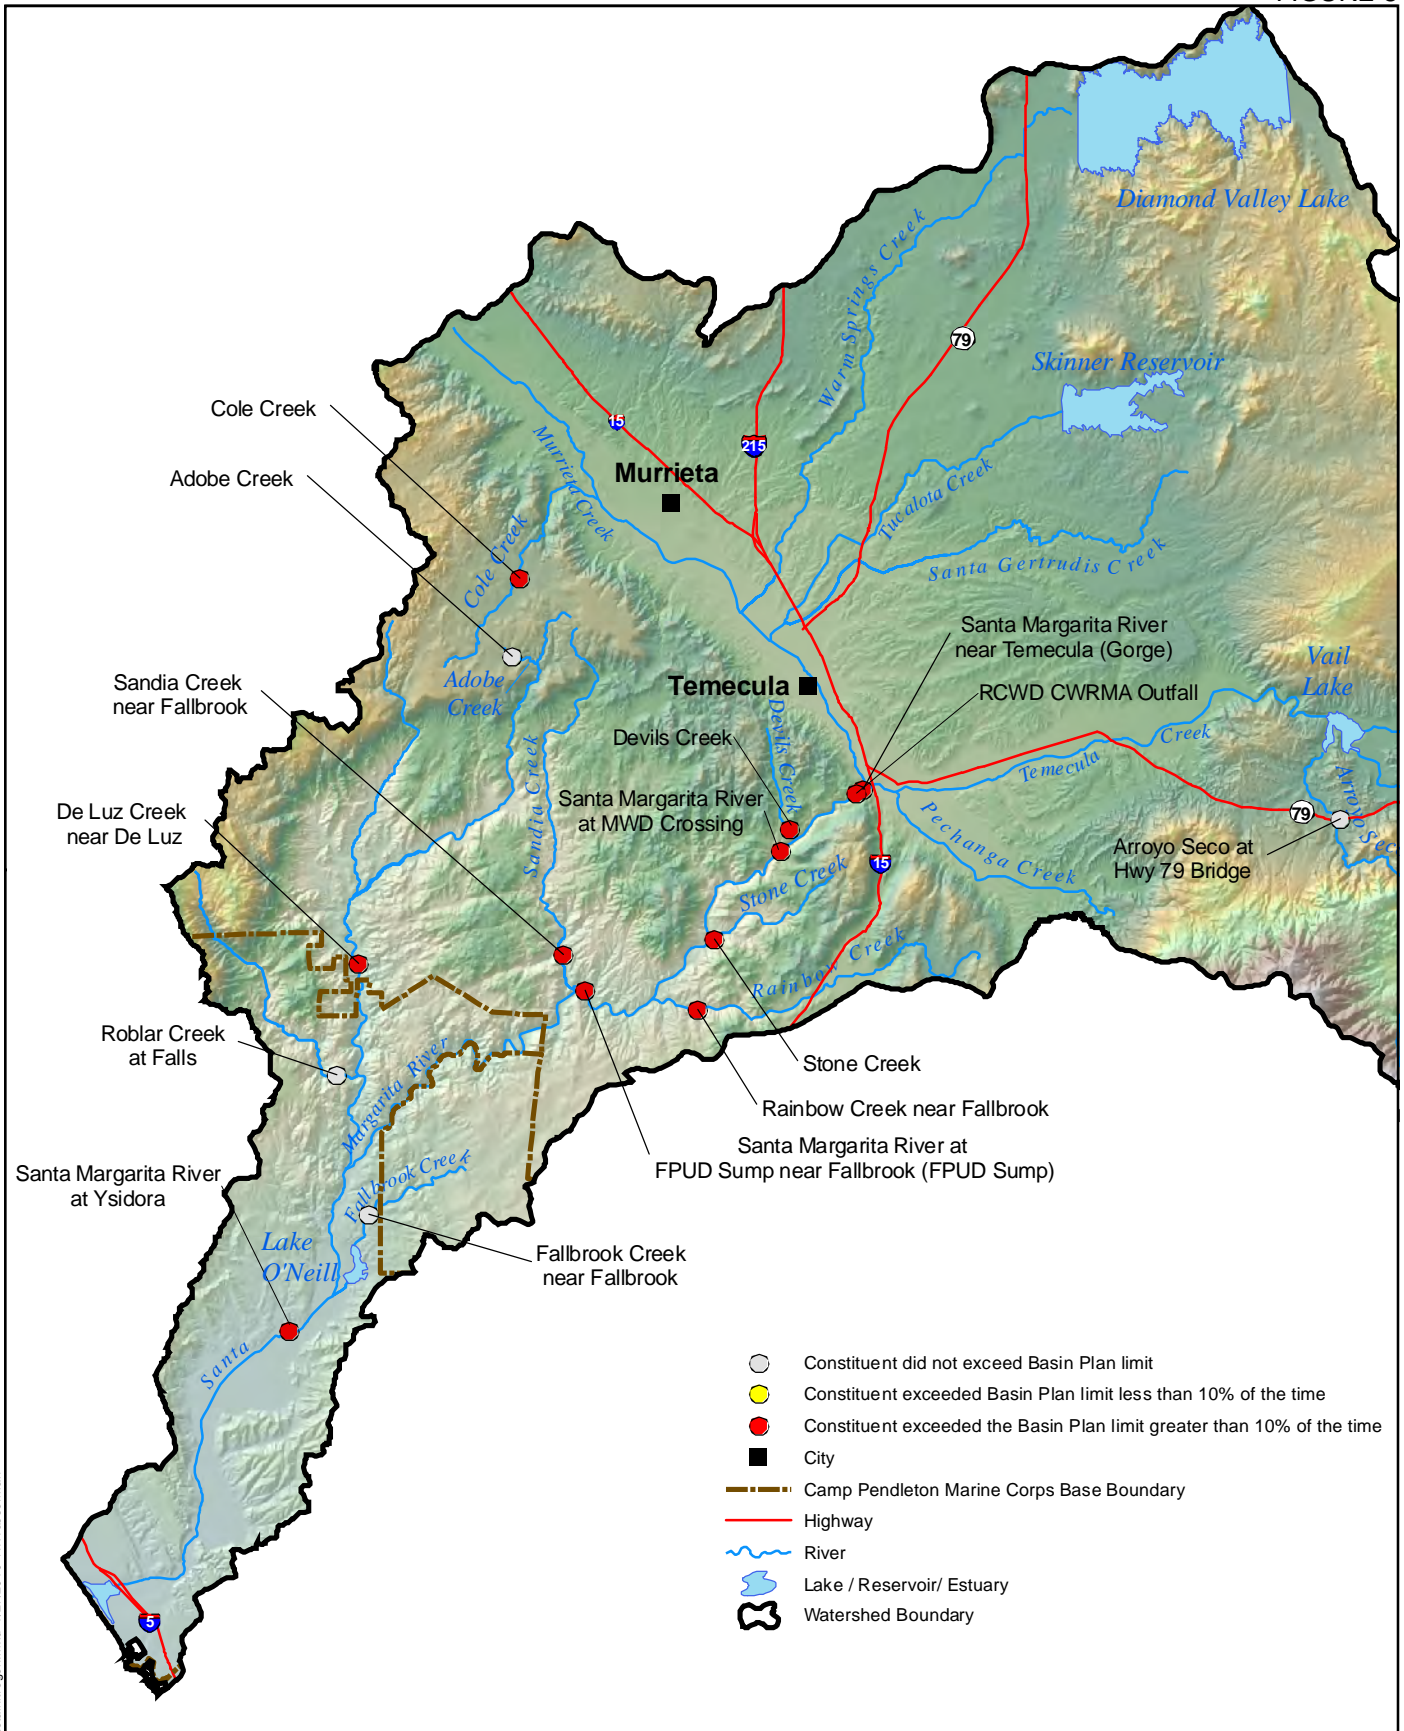 Diamond Valley Lake
Warm Springs Creek
79
Skinner Reservoir
Cole Creek
15
215
Murrieta Creek
Murrieta
Adobe Creek
Tucalota Creek
Cole Creek
Santa Gertrudis Creek
Santa Margarita River
near Temecula (Gorge)
Vail
Lake
Adobe
Creek
Sandia Creek
near Fallbrook
Temecula
RCWD CWRMA Outfall
Devils Creek
Devils Creek
Creek
Temecula
Sandia Creek
Santa Margarita River
at MWD Crossing
De Luz Creek
near De Luz
79
Arroyo Sec
Pechanga Creek
Arroyo Seco at
Hwy 79 Bridge
15
Stone Creek
Rainbow Creek
Roblar Creek
at Falls
Margarita River
Stone Creek
Rainbow Creek near Fallbrook
Santa Margarita River at
FPUD Sump near Fallbrook (FPUD Sump)
Santa Margarita River
at Ysidora
Fallbrook Creek
Lake
O'Neill
Fallbrook Creek
near Fallbrook
Santa
Constituent did not exceed Basin Plan limit
Constituent exceeded Basin Plan limit less than 10% of the time
Constituent exceeded the Basin Plan limit greater than 10% of the time
City
Camp Pendleton Marine Corps Base Boundary
Highway
River
Lake / Reservoir/ Estuary
Watershed Boundary
5